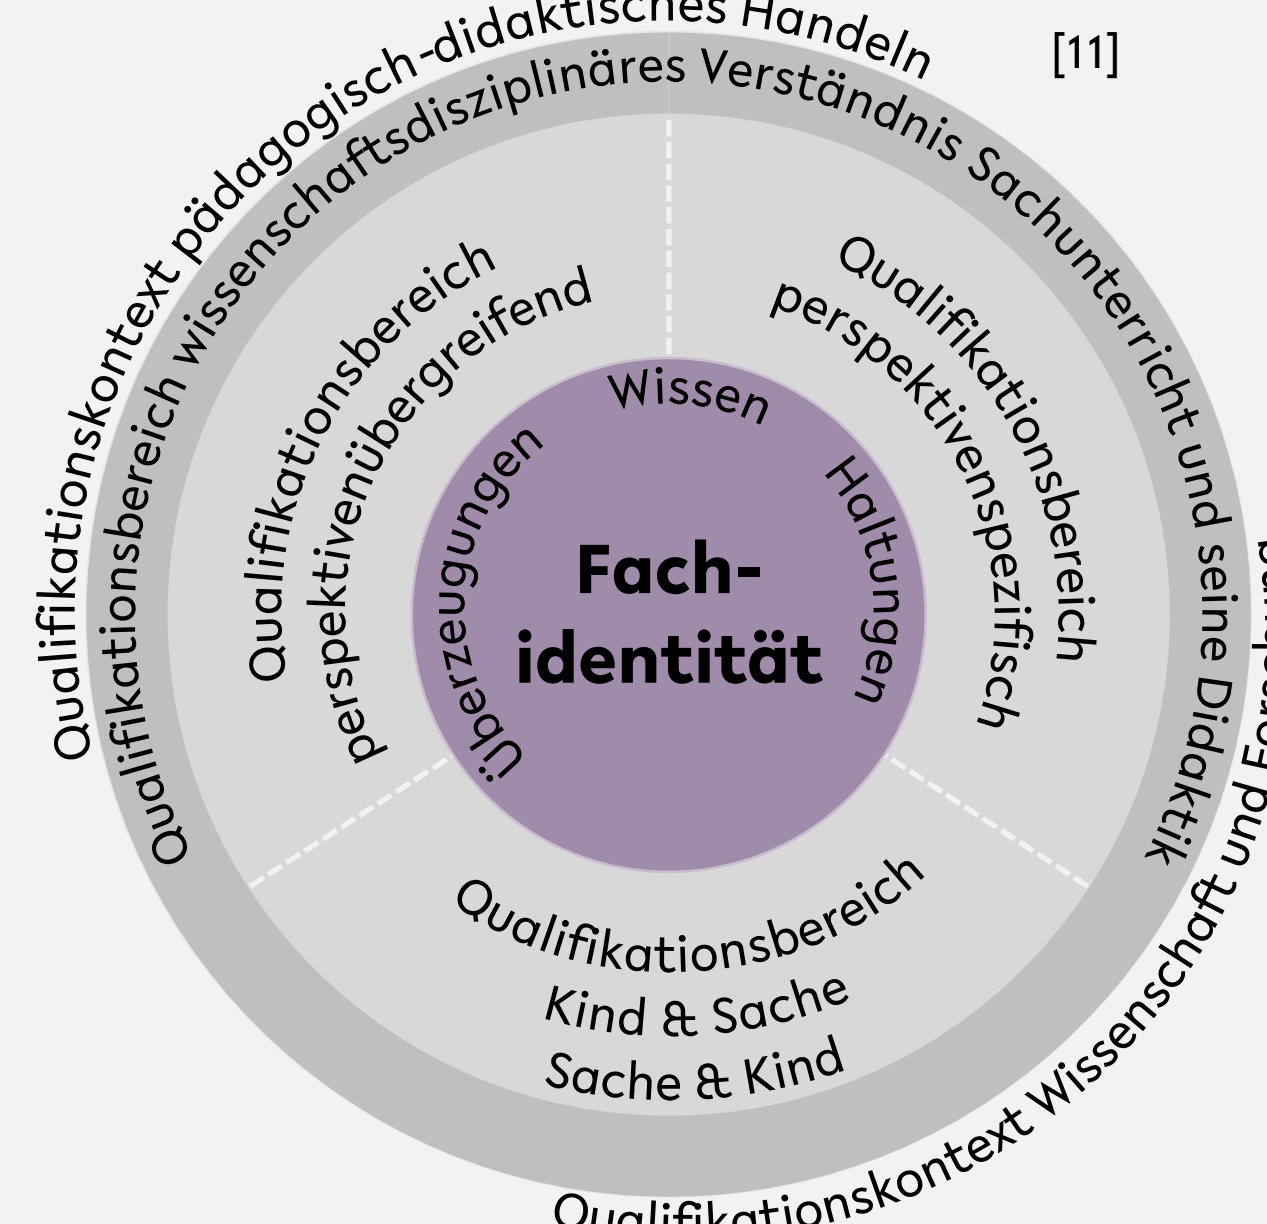 Qualifikationskontext pädagogisch-didaktisches Handeln
[11]
Qualifikationsbereich wissenschaftsdisziplinäres Verständnis Sachunterricht und seine Didaktik
Qualifikationsbereich
perspektivenübergreifend
Qualifikationsbereich
perspektivenspezifisch
Überzeugungen
Wissen
Haltungen
Fach-
identität
Qualifikationsbereich
Kind & Sache
Sache & Kind
Qualifikationskontext Wissenschaft und